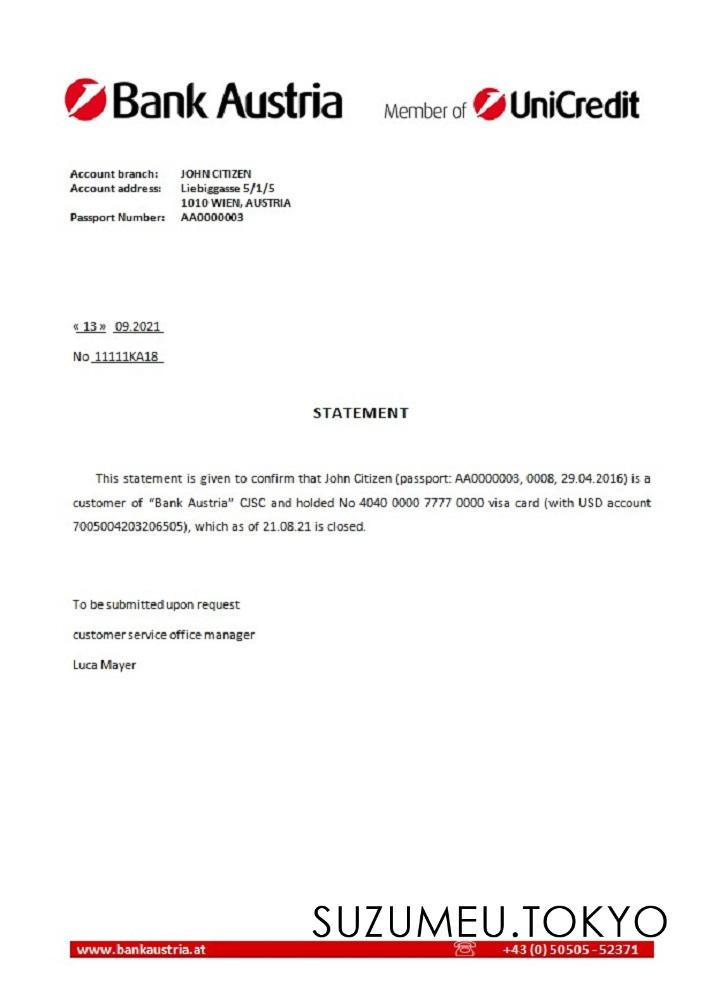 Bank Austria Member of UniCredit
Account branch: JOHN CITIZEN
Account address: Liebiggasse 5/1/5
1010 WIEN, AUSTRIA
Passport Number: AA0000003
« 13 » 09.2021
No 11111KA18
STATEMENT
This statement is given to confirm that John Citizen (passport: AA0000003, 0008, 29.04.2016) is a
customer of “Bank Austria” CJSC and holded No 4040 0000 7777 0000 visa card (with USD account
7005004203206505), which as of 21.08.21 is closed.
To be submitted upon request
customer service office manager
Luca Mayer
SUZUMEU.TOKYO
www.bankaustria.at ☏ +43 (0) 50505 - 52371